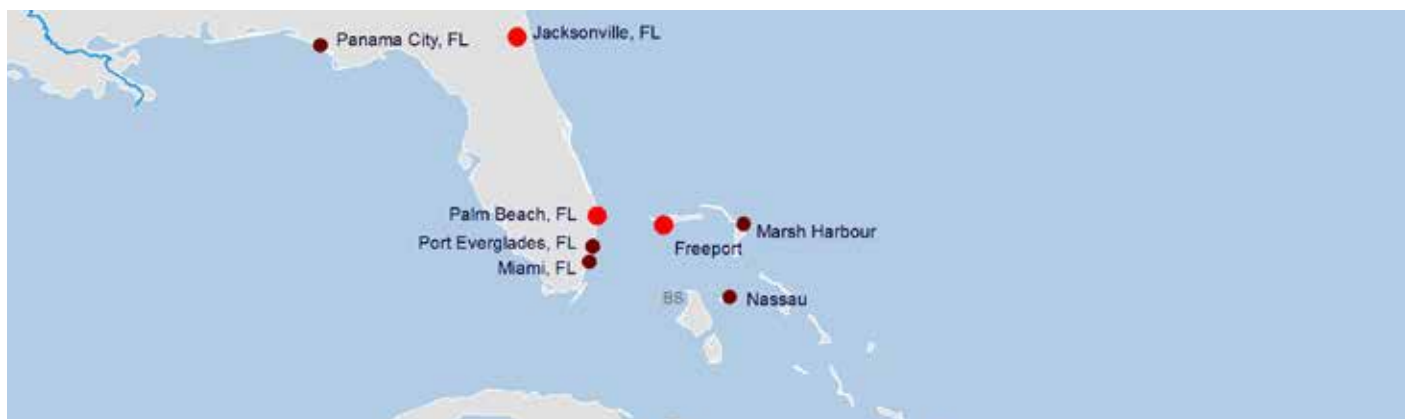 Panama City, FL
Jacksonville, FL
Palm Beach, FL
Port Everglades, FL
Miami, FL
Freeport
Marsh Harbour
BS
Nassau